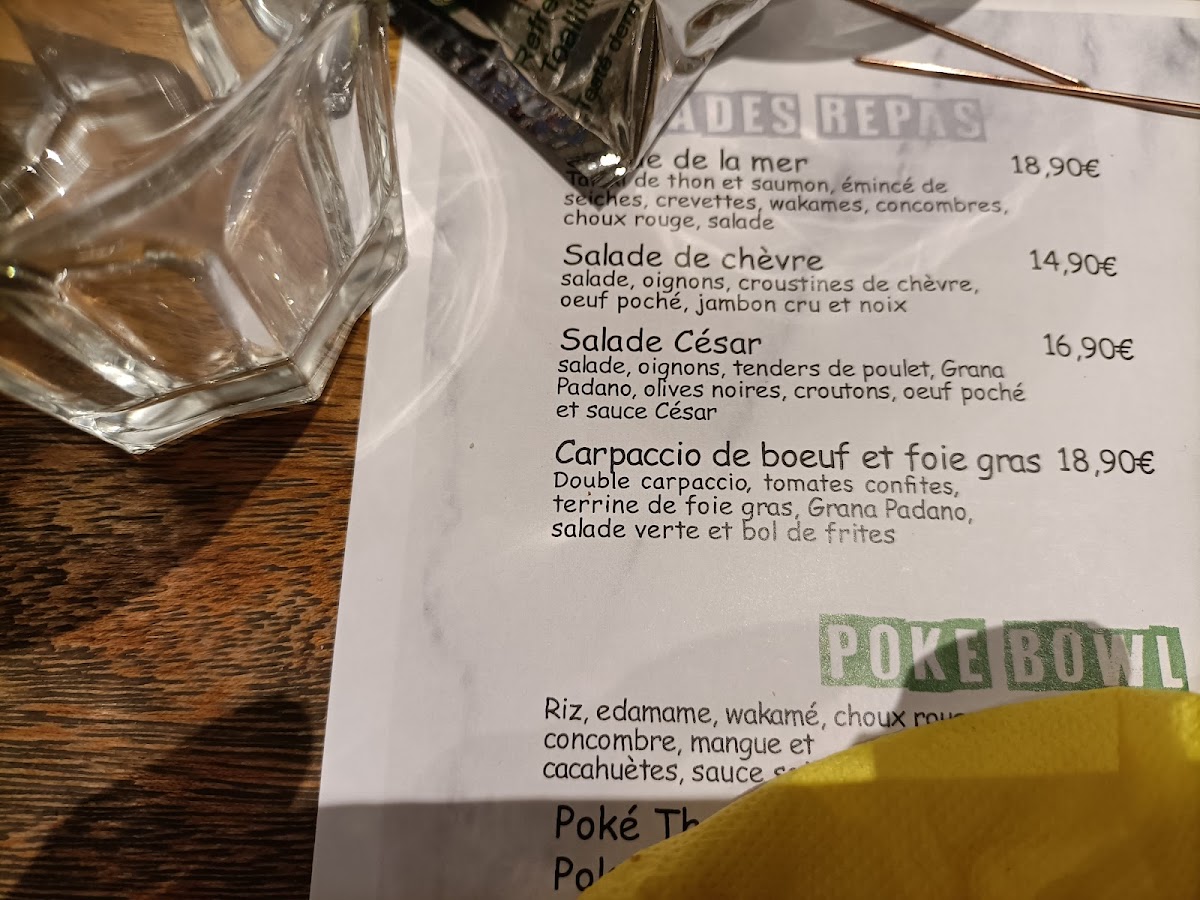 Refre
Tea
REPAS
de la mer 18,90€
de thon et saumon, émincé de
seiches, crevettes, wakames, concombres,
choux rouge, salade
Salade de chèvre 14,90€
salade, oignons, croustines de chèvre,
oeuf poché, jambon cru et noix
Salade César 16,90€
salade, oignons, tenders de poulet, Grana
Padano, olives noires, croutons, oeuf poché
et sauce César
Carpaccio de boeuf et foie gras 18,90€
Double carpaccio, tomates confites,
terrine de foie gras, Grana Padano,
salade verte et bol de frites
POKE BOWL
Riz, edamame, wakamé, choux
concombre, mangue et
cacahuètes, sauce
Poké